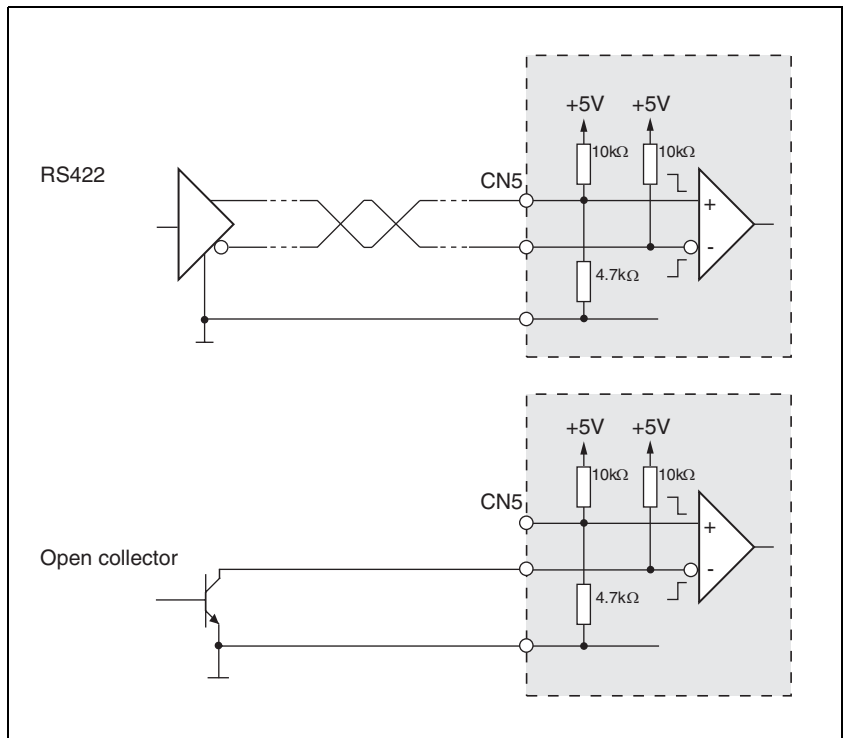 +5V +5V
10kΩ 10kΩ
RS422
CN5
+
-
4.7kΩ
+5V +5V
10kΩ 10kΩ
CN5
+
Open collector
-
4.7kΩ